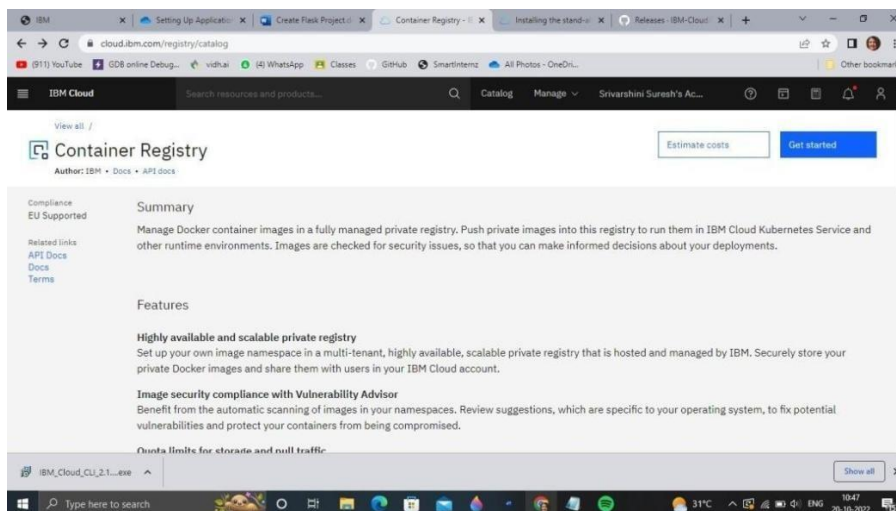 IBM
Setting Up Application
Create Flask Project.d
Container Registry - I
Installing the stand-
Releases · IBM-Cloud
cloud.ibm.com/registry/catalog
(911) YouTube
GDB online Debug...
vidh.ai
(4) WhatsApp
Classes
GitHub
SmartInternz
All Photos - OneDri...
Other bookmar
IBM Cloud
Search resources and products...
Catalog
Manage
Srivarshini Suresh's Ac...
View all /
Container Registry
Estimate costs
Get started
Author: IBM • Docs • API docs
Compliance
EU Supported
Related links
API Docs
Docs
Terms
Summary
Manage Docker container images in a fully managed private registry. Push private images into this registry to run them in IBM Cloud Kubernetes Service and
other runtime environments. Images are checked for security issues, so that you can make informed decisions about your deployments.
Features
Highly available and scalable private registry
Set up your own image namespace in a multi-tenant, highly available, scalable private registry that is hosted and managed by IBM. Securely store your
private Docker images and share them with users in your IBM Cloud account.
Image security compliance with Vulnerability Advisor
Benefit from the automatic scanning of images in your namespaces. Review suggestions, which are specific to your operating system, to fix potential
vulnerabilities and protect your containers from being compromised.
Quota limits for storage and pull traffic
IBM_Cloud_CLI_2.1....exe
Show all
Type here to search
31°C
ENG
10:47
20-10-2022